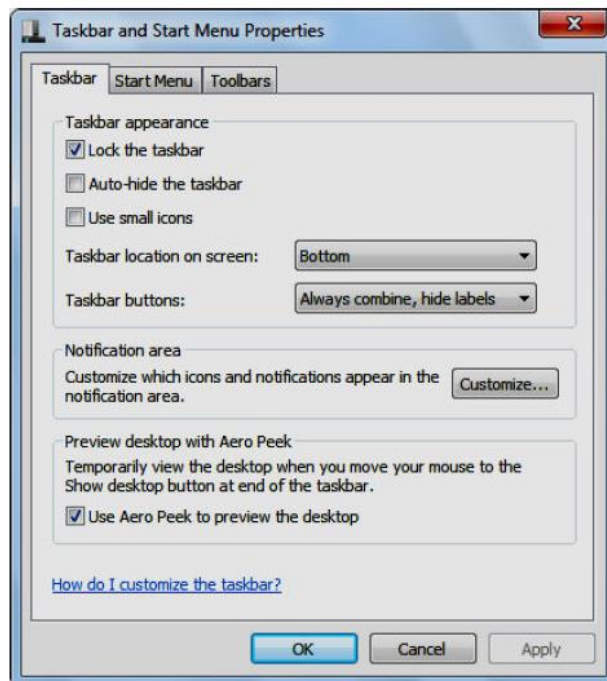 Taskbar and Start Menu Properties
Taskbar Start Menu Toolbars
Taskbar appearance
Lock the taskbar
Auto-hide the taskbar
Use small icons
Taskbar location on screen: Bottom
Taskbar buttons: Always combine, hide labels
Notification area
Customize which icons and notifications appear in the
notification area.
Customize...
Preview desktop with Aero Peek
Temporarily view the desktop when you move your mouse to the
Show desktop button at end of the taskbar.
Use Aero Peek to preview the desktop
How do I customize the taskbar?
OK Cancel Apply